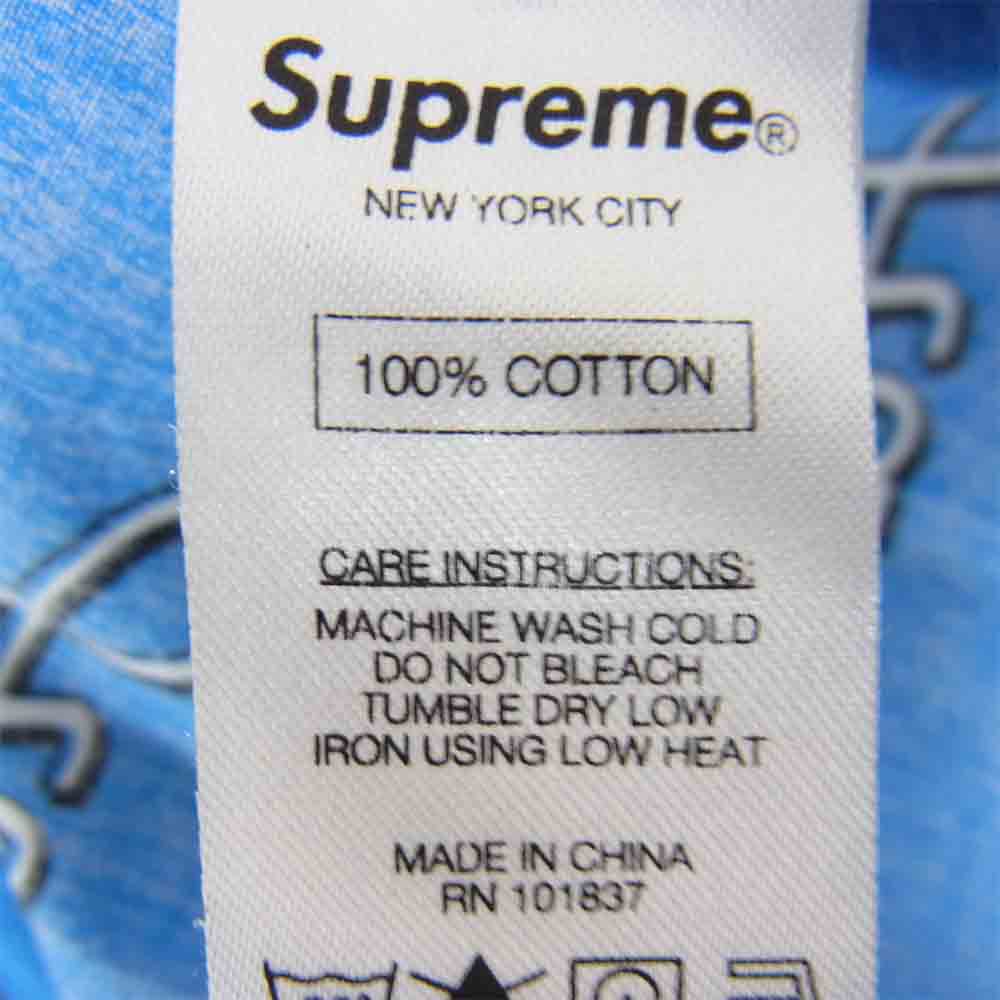 Supreme®
NEW YORK CITY
100% COTTON
CARE INSTRUCTIONS:
MACHINE WASH COLD
DO NOT BLEACH
TUMBLE DRY LOW
IRON USING LOW HEAT
MADE IN CHINA
RN 101837